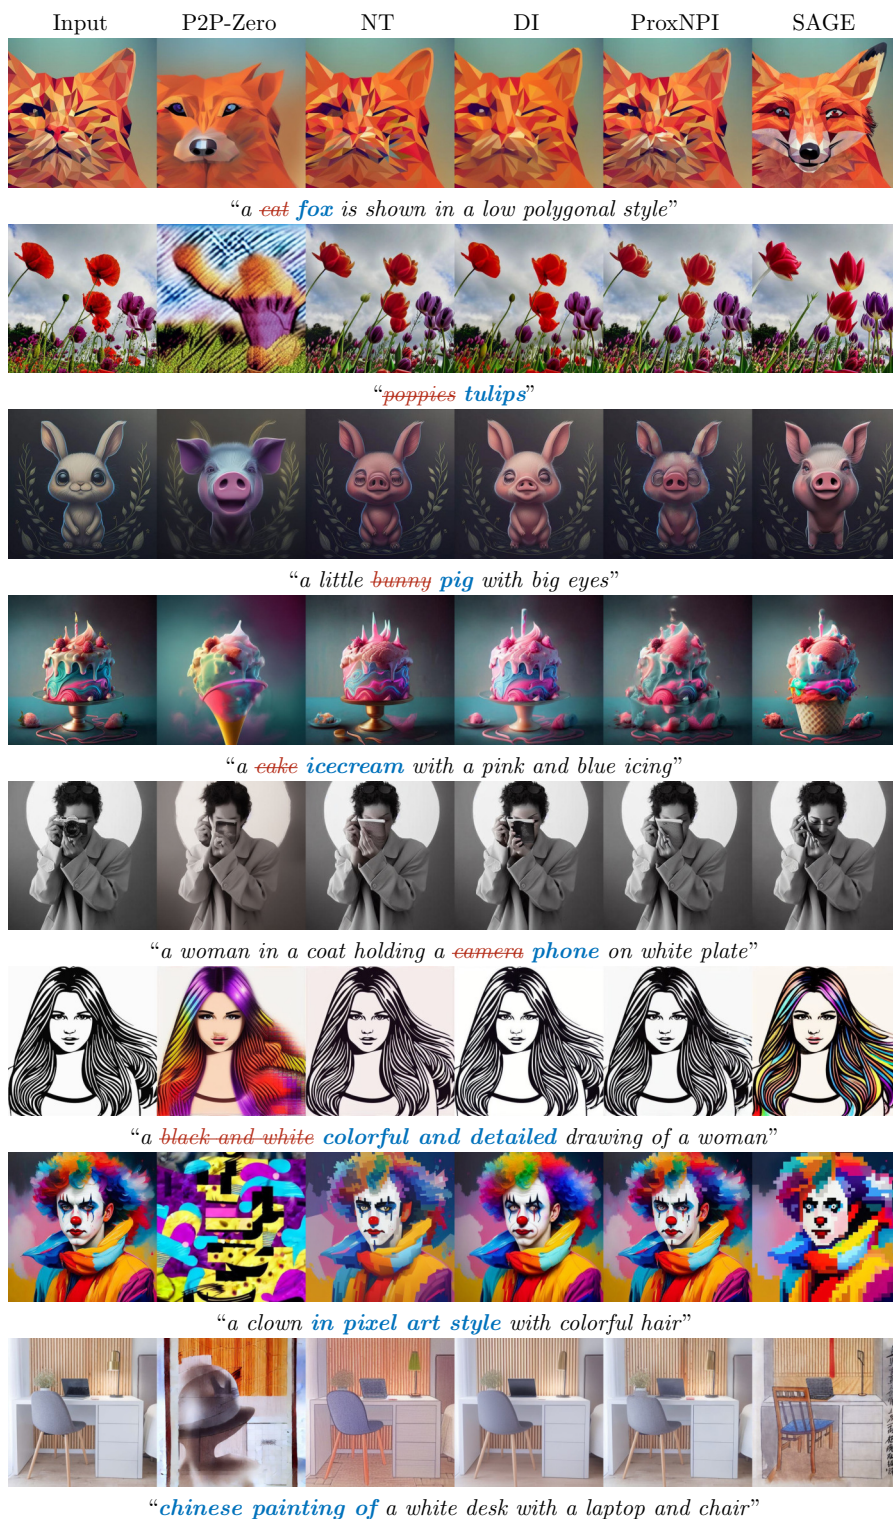 Input P2P-Zero NT DI ProxNPI SAGE
“a cat fox is shown in a low polygonal style”
“poppies tulips”
“a little bunny pig with big eyes”
“a cake icecream with a pink and blue icing”
“a woman in a coat holding a camera phone on white plate”
“a black and white colorful and detailed drawing of a woman”
“a clown in pixel art style with colorful hair”
“chinese painting of a white desk with a laptop and chair”